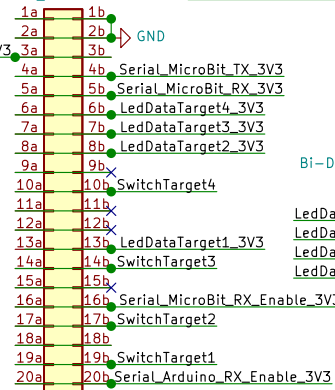 1a 1b
2a 2b GND
V3 3a 3b
4a 4b Serial_MicroBit_TX_3V3
5a 5b Serial_MicroBit_RX_3V3
6a 6b LedDataTarget4_3V3
7a 7b LedDataTarget3_3V3
8a 8b LedDataTarget2_3V3
9a 9b Bi-D
10a 10b SwitchTarget4
11a 11b LedDa
12a 12b LedDa
13a 13b LedDataTarget1_3V3 LedDa
14a 14b SwitchTarget3 LedDa
15a 15b
16a 16b Serial_MicroBit_RX_Enable_3V3
17a 17b SwitchTarget2
18a 18b
19a 19b SwitchTarget1
20a 20b Serial_Arduino_RX_Enable_3V3